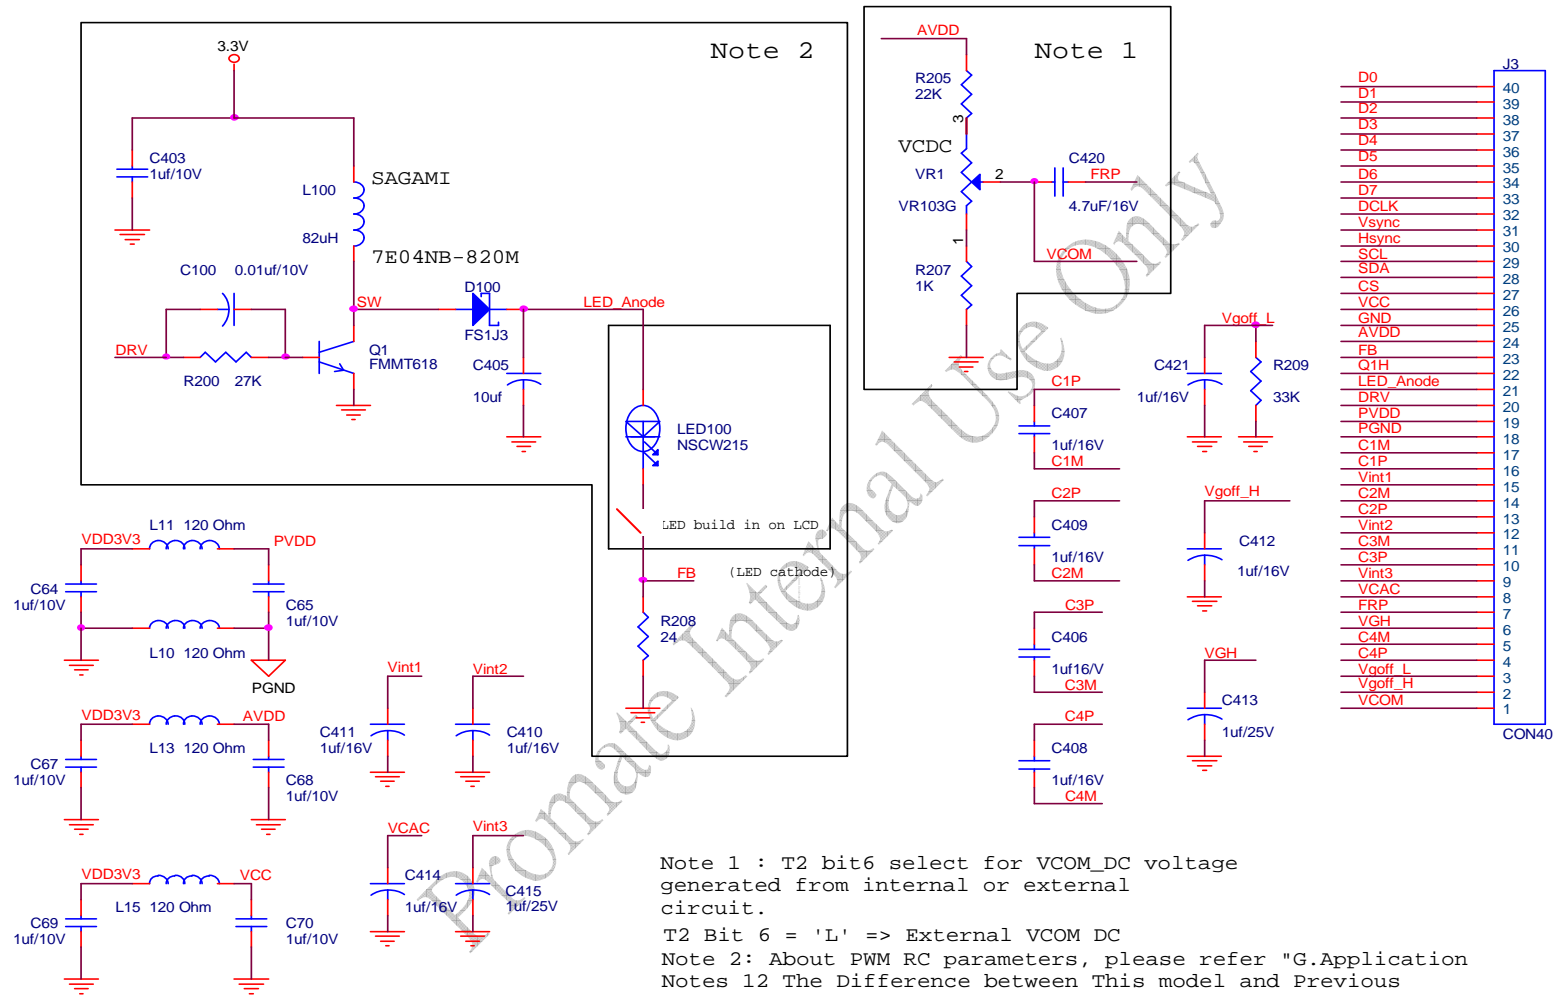 Note 2
3.3V
C403
1uf/10V
L100
SAGAMI
82uH
7E04NB-820M
C100 0.01uf/10V
SW
D100
FS1J3
LED_Anode
DRV
R200 27K
Q1
FMMT618
C405
10uf
LED100
NSCW215
LED build in on LCD
FB
(LED cathode)
R208
24
Note 1
AVDD
R205
22K
3
VCDC
VR1
VR103G
2
C420
FRP
4.7uF/16V
1
VCOM
R207
1K
Vgoff_L
C421
1uf/16V
R209
33K
C1P
C407
1uf/16V
C1M
C2P
C409
1uf/16V
C2M
C3P
C406
1uf16/V
C3M
C4P
C408
1uf/16V
C4M
Vgoff_H
C412
1uf/16V
VGH
C413
1uf/25V
L11 120 Ohm
VDD3V3
PVDD
C64
1uf/10V
C65
1uf/10V
L10 120 Ohm
PGND
VDD3V3
AVDD
L13 120 Ohm
C67
1uf/10V
C68
1uf/10V
VDD3V3
VCC
L15 120 Ohm
C69
1uf/10V
C70
1uf/10V
Vint1
C411
1uf/16V
Vint2
C410
1uf/16V
VCAC
C414
1uf/16V
Vint3
C415
1uf/25V
J3
D0 40
D1 39
D2 38
D3 37
D4 36
D5 35
D6 34
D7 33
DCLK 32
Vsync 31
Hsync 30
SCL 29
SDA 28
CS 27
VCC 26
GND 25
AVDD 24
FB 23
Q1H 22
LED_Anode 21
DRV 20
PVDD 19
PGND 18
C1M 17
C1P 16
Vint1 15
C2M 14
C2P 13
Vint2 12
C3M 11
C3P 10
Vint3 9
VCAC 8
FRP 7
VGH 6
C4M 5
C4P 4
Vgoff_L 3
Vgoff_H 2
VCOM 1
CON40
Promate Internal Use Only
Note 1 : T2 bit6 select for VCOM_DC voltage
generated from internal or external
circuit.
T2 Bit 6 = 'L' => External VCOM DC
Note 2: About PWM RC parameters, please refer "G.Application
Notes 12 The Difference between This model and Previous